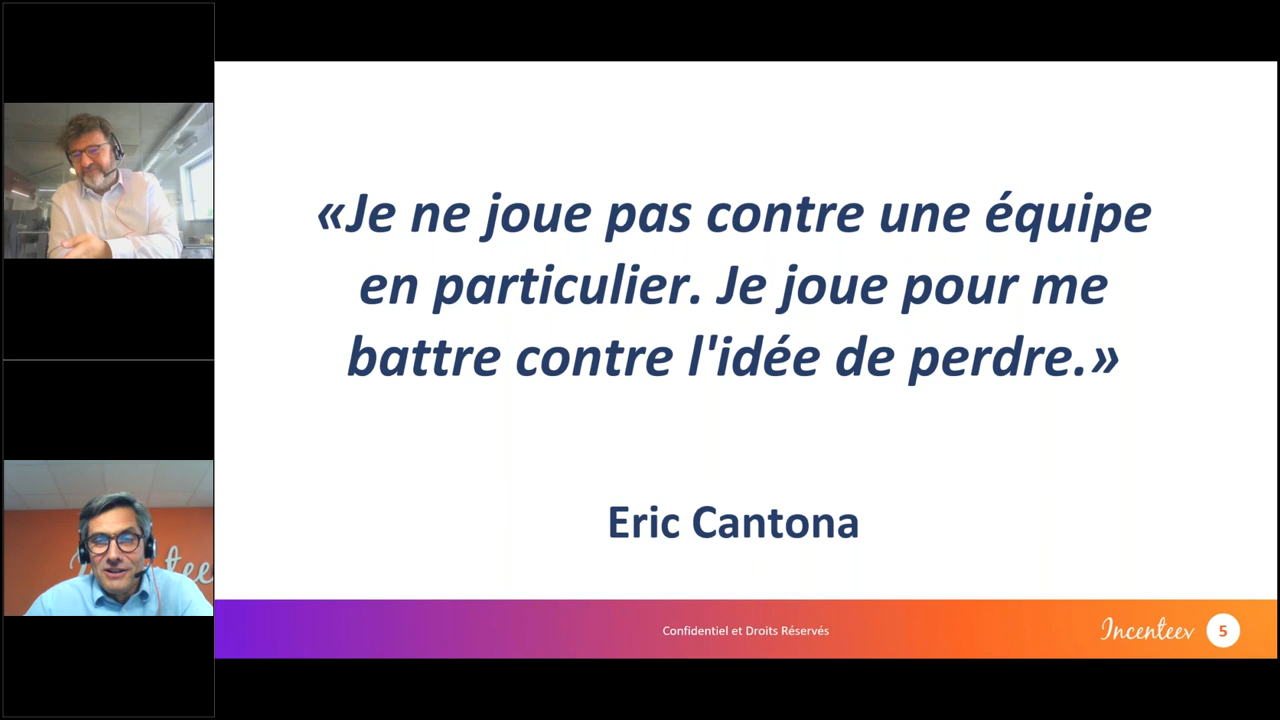 «Je ne joue pas contre une équipe
en particulier. Je joue pour me
battre contre l'idée de perdre.»
Eric Cantona
Confidentiel et Droits Réservés
Incenteev
5